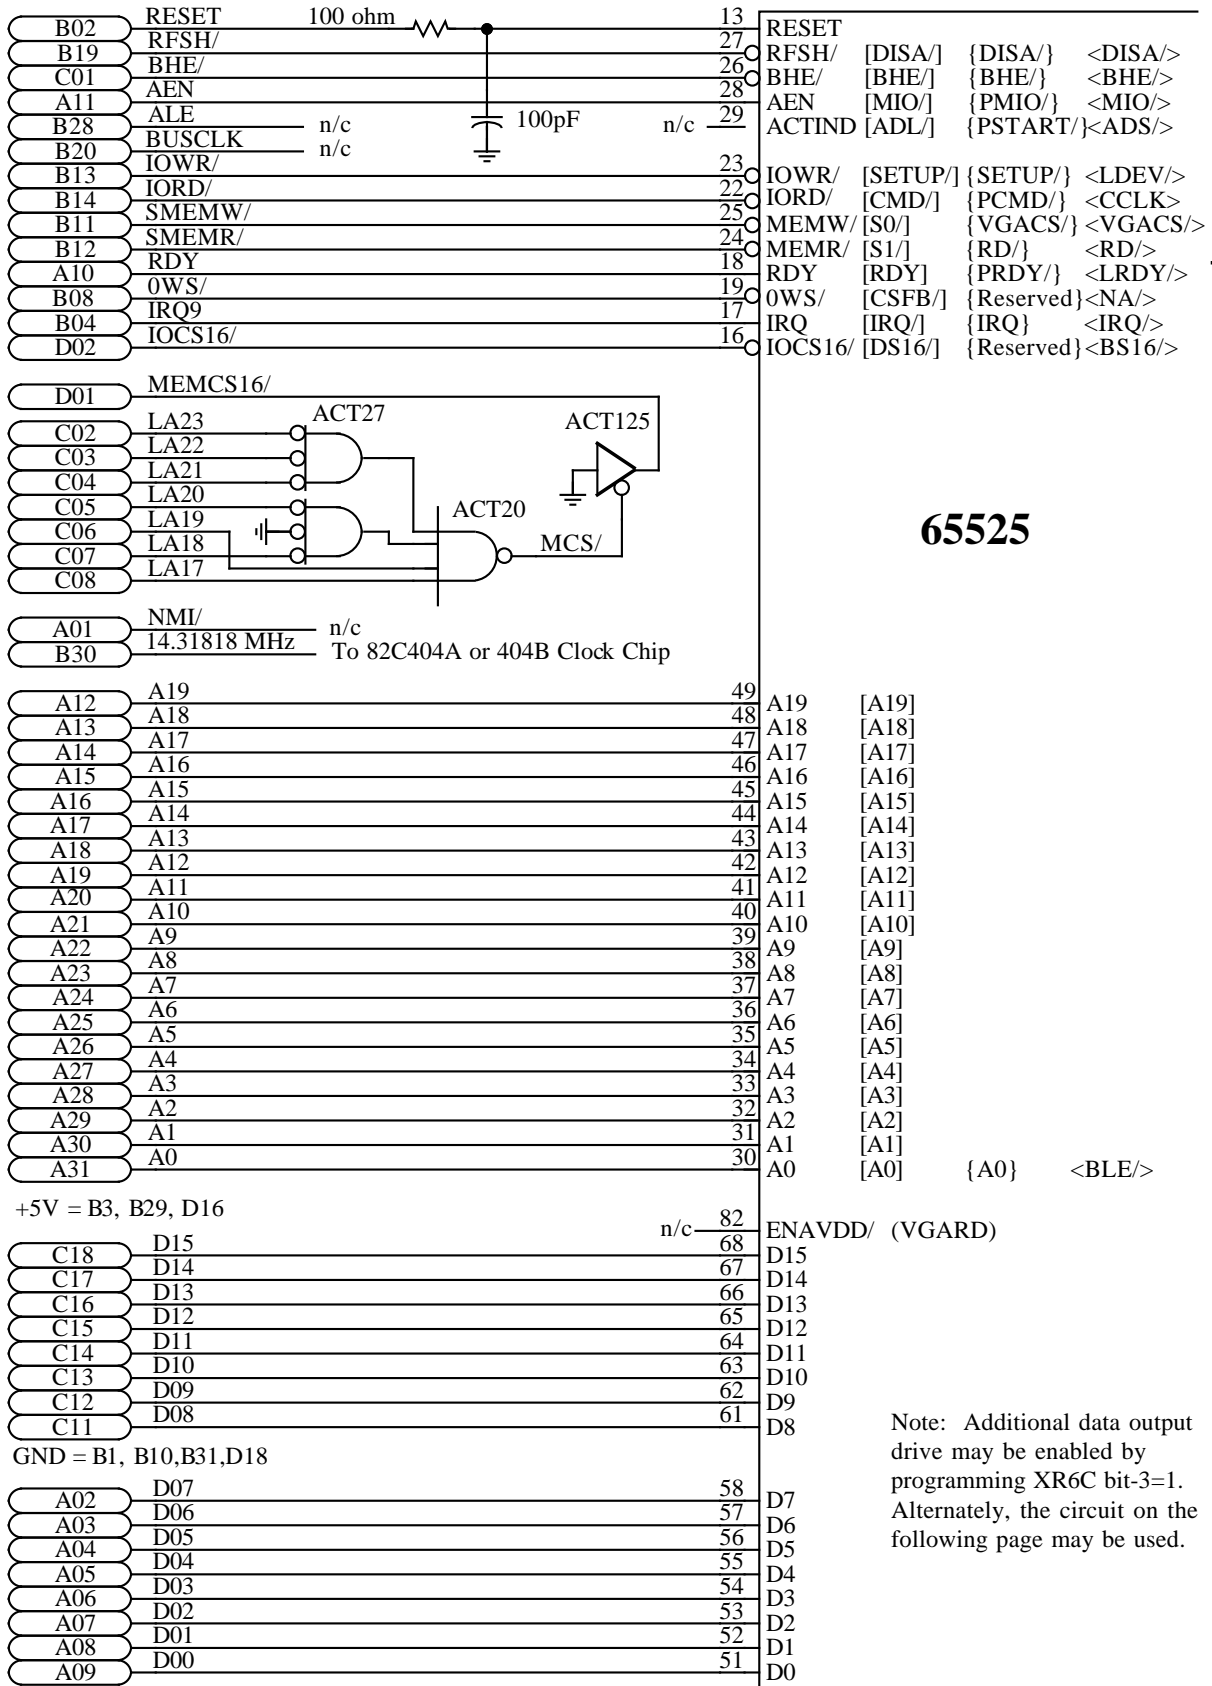 B02 RESET 100 ohm 13 RESET
B19 RFSH/ 27 RFSH/ [DISA/] {DISA/} <DISA/>
C01 BHE/ 26 BHE/ [BHE/] {BHE/} <BHE/>
A11 AEN 28 AEN [MIO/] {PMIO/} <MIO/>
B28 ALE n/c 100pF n/c 29 ACTIND [ADL/] {PSTART/} <ADS/>
B20 BUSCLK n/c
B13 IOWR/ 23 IOWR/ [SETUP/] {SETUP/} <LDEV/>
B14 IORD/ 22 IORD/ [CMD/] {PCMD/} <CCLK>
B11 SMEMW/ 25 MEMW/ [S0/] {VGACS/} <VGACS/>
B12 SMEMR/ 24 MEMR/ [S1/] {RD/} <RD/>
A10 RDY 18 RDY [RDY] {PRDY/} <LRDY/>
B08 0WS/ 19 0WS/ [CSFB/] {Reserved} <NA/>
B04 IRQ9 17 IRQ [IRQ/] {IRQ} <IRQ/>
D02 IOCS16/ 16 IOCS16/ [DS16/] {Reserved} <BS16/>
D01 MEMCS16/
ACT27 ACT125
C02 LA23
C03 LA22
C04 LA21
C05 LA20 ACT20
C06 LA19 65525
C07 LA18 MCS/
C08 LA17
A01 NMI/ n/c
B30 14.31818 MHz To 82C404A or 404B Clock Chip
A12 A19 49 A19 [A19]
A13 A18 48 A18 [A18]
A14 A17 47 A17 [A17]
A15 A16 46 A16 [A16]
A16 A15 45 A15 [A15]
A17 A14 44 A14 [A14]
A18 A13 43 A13 [A13]
A19 A12 42 A12 [A12]
A20 A11 41 A11 [A11]
A21 A10 40 A10 [A10]
A22 A9 39 A9 [A9]
A23 A8 38 A8 [A8]
A24 A7 37 A7 [A7]
A25 A6 36 A6 [A6]
A26 A5 35 A5 [A5]
A27 A4 34 A4 [A4]
A28 A3 33 A3 [A3]
A29 A2 32 A2 [A2]
A30 A1 31 A1 [A1]
A31 A0 30 A0 [A0] {A0} <BLE/>
+5V = B3, B29, D16
n/c 82 ENAVDD/ (VGARD)
C18 D15 68 D15
C17 D14 67 D14
C16 D13 66 D13
C15 D12 65 D12
C14 D11 64 D11
C13 D10 63 D10
C12 D09 62 D9
C11 D08 61 D8
GND = B1, B10,B31,D18
A02 D07 58 D7
A03 D06 57 D6
A04 D05 56 D5
A05 D04 55 D4
A06 D03 54 D3
A07 D02 53 D2
A08 D01 52 D1
A09 D00 51 D0
Note: Additional data output
drive may be enabled by
programming XR6C bit-3=1.
Alternately, the circuit on the
following page may be used.